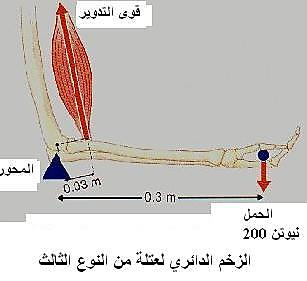 قوى التدوير
المحور
0.03 m
0.3 m
الحمل
نيوتن 200
الزخم الدائري لعتلة من النوع الثالث